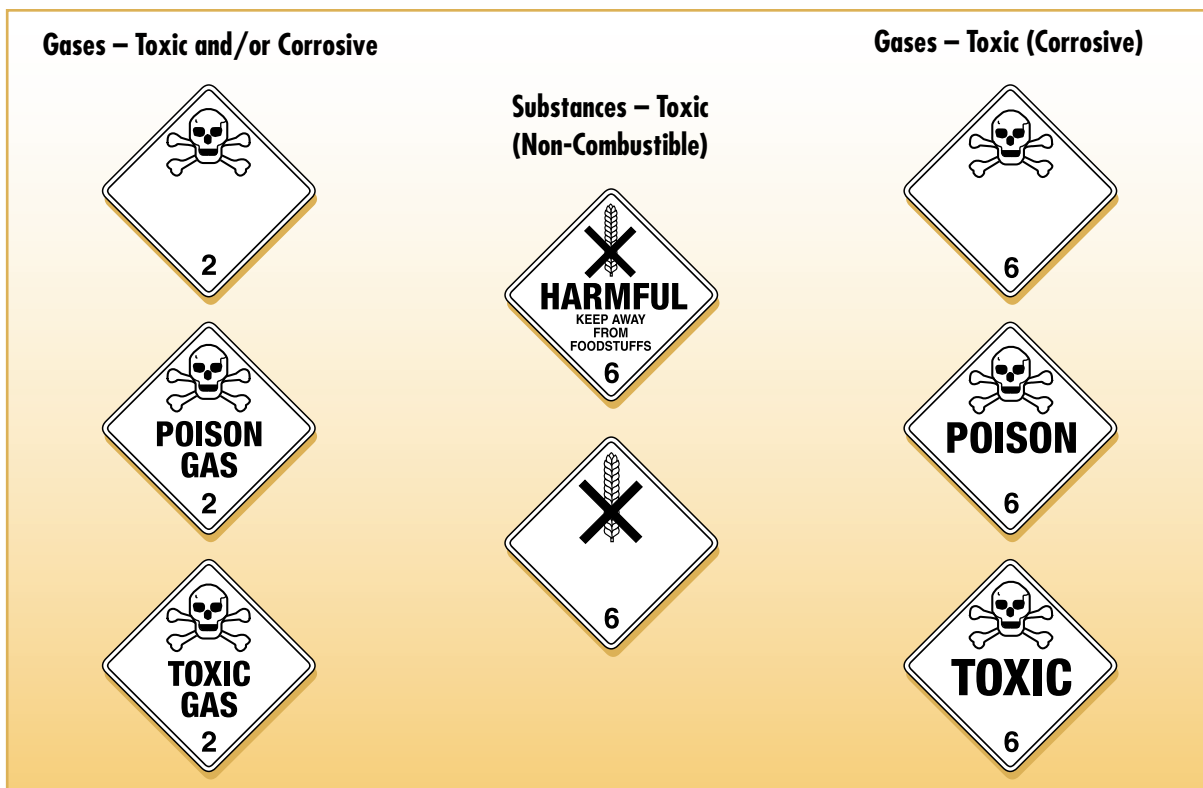 Gases – Toxic and/or Corrosive
2
POISON
GAS
2
TOXIC
GAS
2
Substances – Toxic
(Non-Combustible)
HARMFUL
KEEP AWAY
FROM
FOODSTUFFS
6
6
Gases – Toxic (Corrosive)
6
POISON
6
TOXIC
6